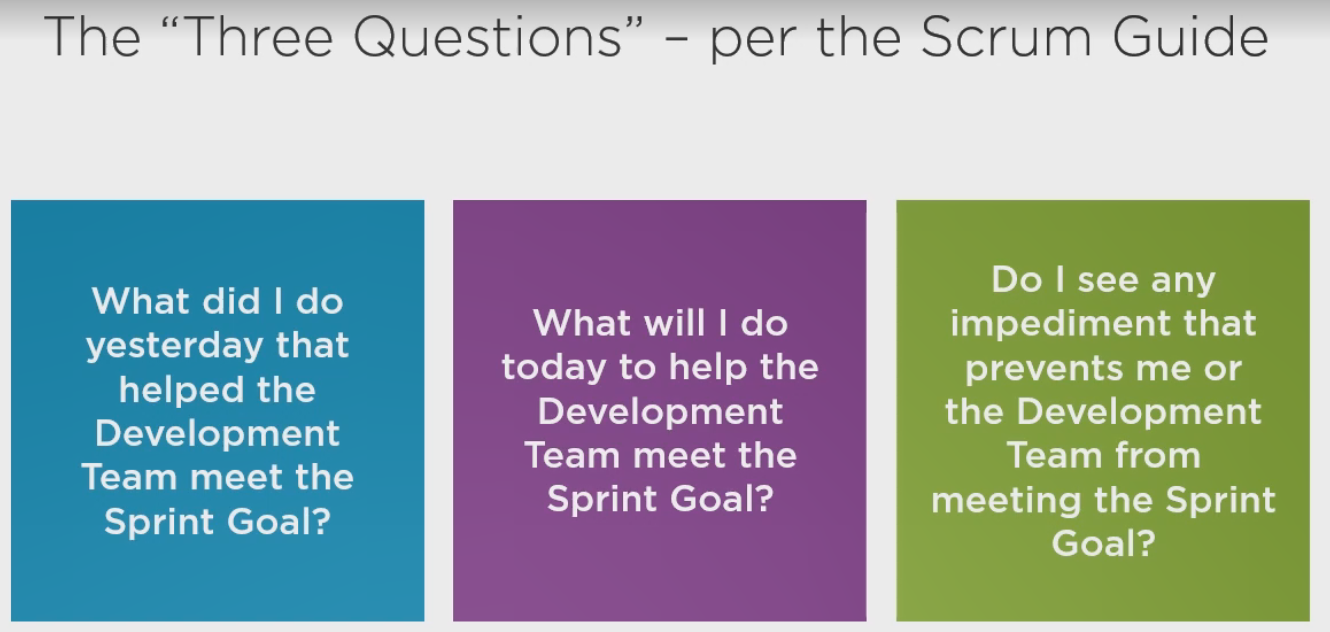 The “Three Questions” – per the Scrum Guide
What did I do
yesterday that
helped the
Development
Team meet the
Sprint Goal?
What will I do
today to help the
Development
Team meet the
Sprint Goal?
Do I see any
impediment that
prevents me or
the Development
Team from
meeting the Sprint
Goal?